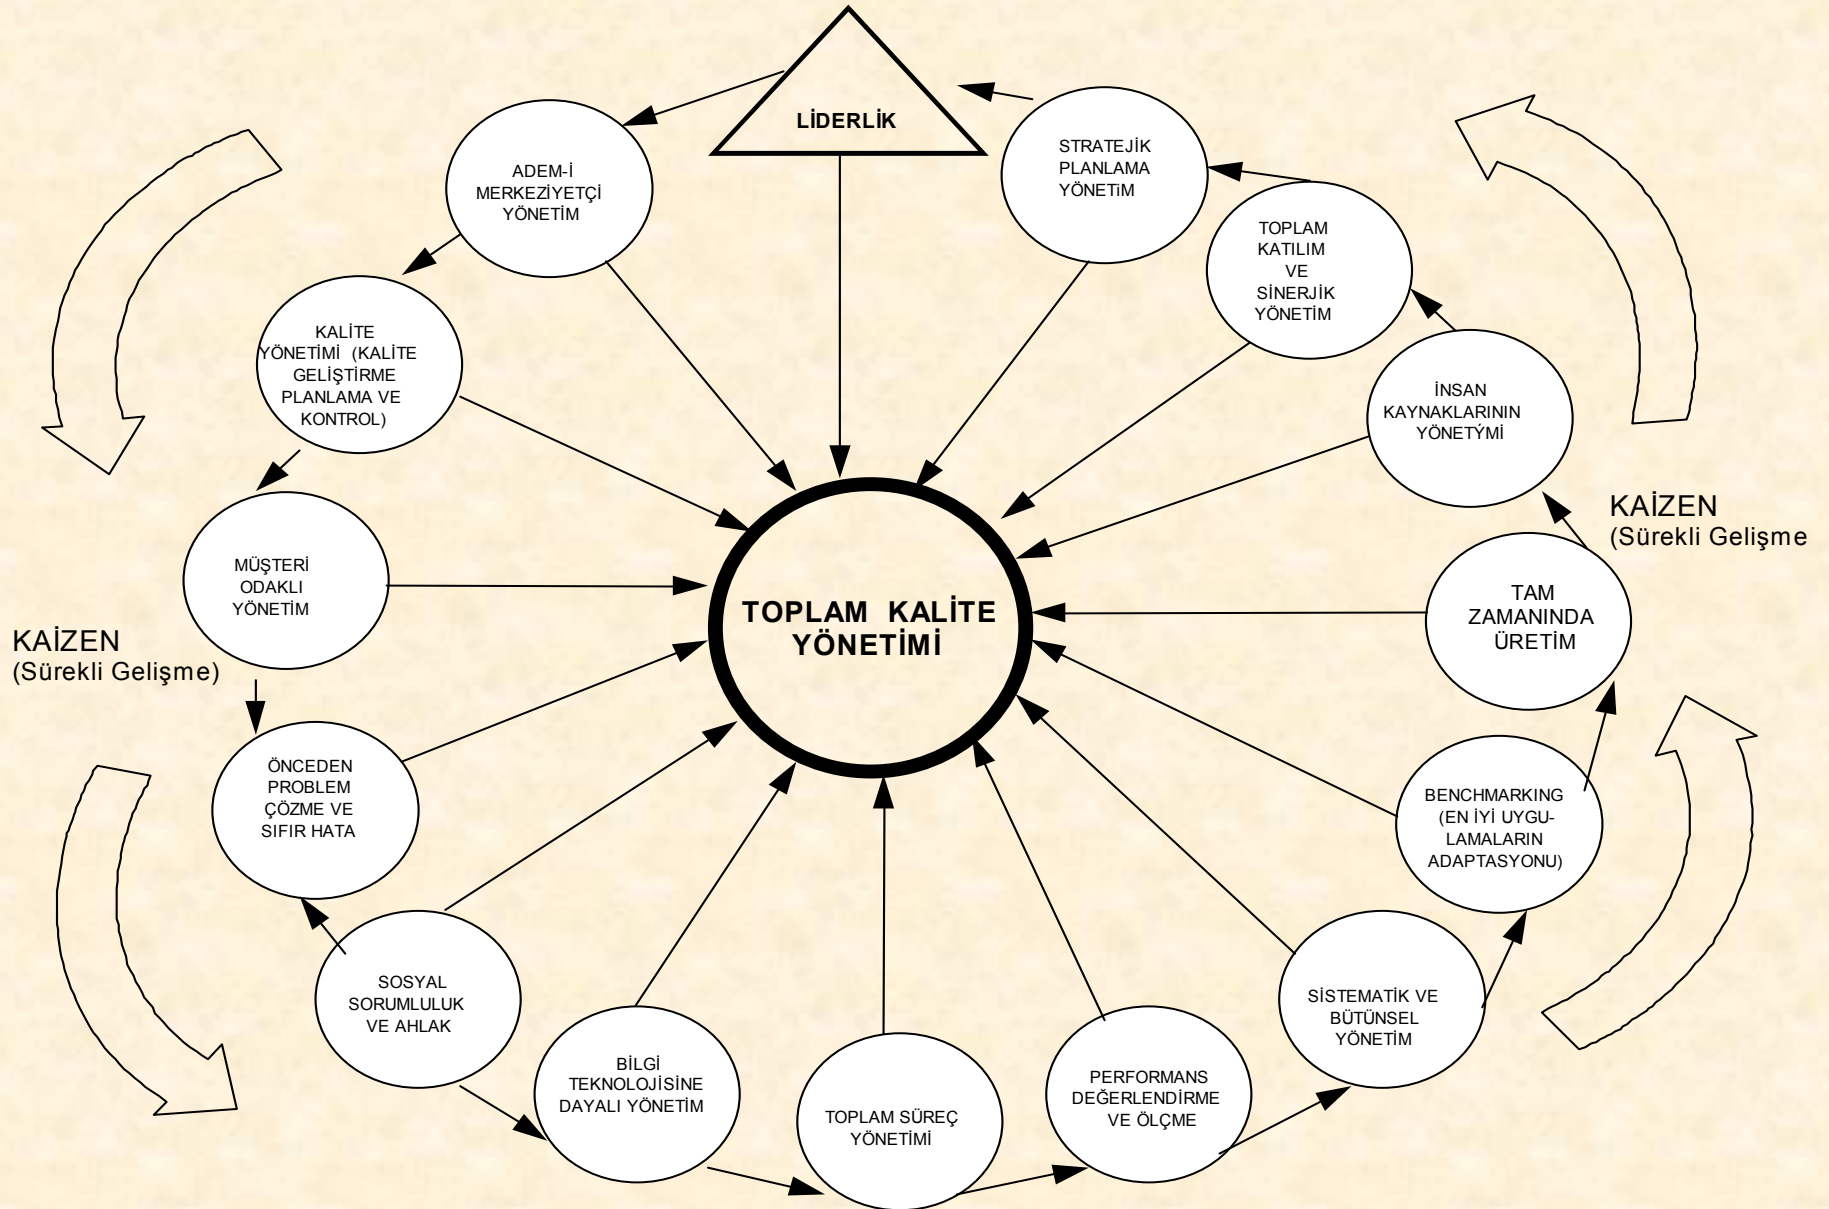 LİDERLİK
STRATEJİK
PLANLAMA
YÖNETiM
ADEM-İ
MERKEZİYETÇİ
YÖNETİM
TOPLAM
KATILIM
VE
SİNERJİK
YÖNETİM
KALİTE
YÖNETİMİ (KALİTE
GELİŞTİRME
PLANLAMA VE
KONTROL)
İNSAN
KAYNAKLARININ
YÖNETÝMİ
KAİZEN
(Sürekli Gelişme
MÜŞTERİ
ODAKLI
YÖNETİM
TOPLAM KALİTE
YÖNETİMİ
TAM
ZAMANINDA
ÜRETİM
KAİZEN
(Sürekli Gelişme)
ÖNCEDEN
PROBLEM
ÇÖZME VE
SIFIR HATA
BENCHMARKING
(EN İYİ UYGU-
LAMALARIN
ADAPTASYONU)
SOSYAL
SORUMLULUK
VE AHLAK
SİSTEMATİK VE
BÜTÜNSEL
YÖNETİM
BİLGİ
TEKNOLOJİSİNE
DAYALI YÖNETİM
TOPLAM SÜREÇ
YÖNETİMİ
PERFORMANS
DEĞERLENDİRME
VE ÖLÇME